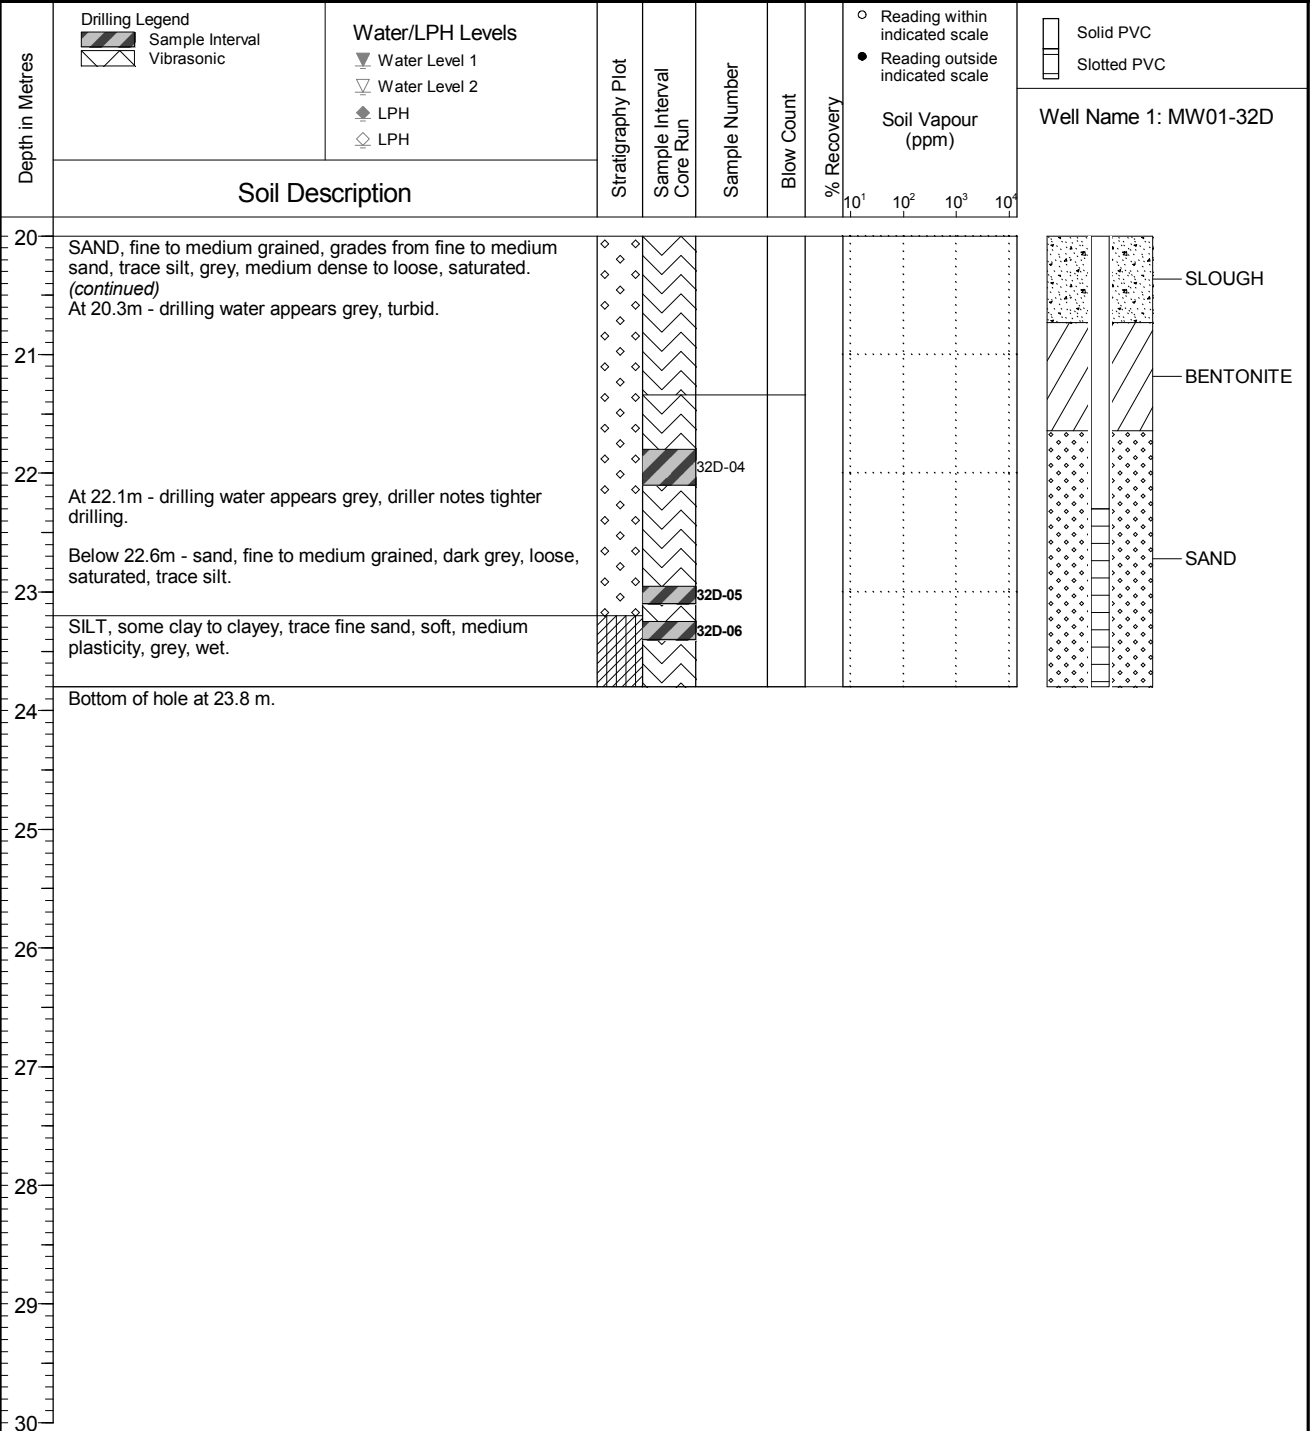 Depth in Metres
Drilling Legend
Sample Interval
Vibrasonic
Water/LPH Levels
Water Level 1
Water Level 2
LPH
LPH
Soil Description
Stratigraphy Plot
Sample Interval
Core Run
Sample Number
Blow Count
% Recovery
Reading within
indicated scale
Reading outside
indicated scale
Soil Vapour
(ppm)
10¹ 10² 10³ 10⁴
Solid PVC
Slotted PVC
Well Name 1: MW01-32D
20
SAND, fine to medium grained, grades from fine to medium
sand, trace silt, grey, medium dense to loose, saturated.
(continued)
At 20.3m - drilling water appears grey, turbid.
SLOUGH
21
BENTONITE
22
32D-04
At 22.1m - drilling water appears grey, driller notes tighter
drilling.
Below 22.6m - sand, fine to medium grained, dark grey, loose,
saturated, trace silt.
SAND
23
32D-05
SILT, some clay to clayey, trace fine sand, soft, medium
plasticity, grey, wet.
32D-06
Bottom of hole at 23.8 m.
24
25
26
27
28
29
30